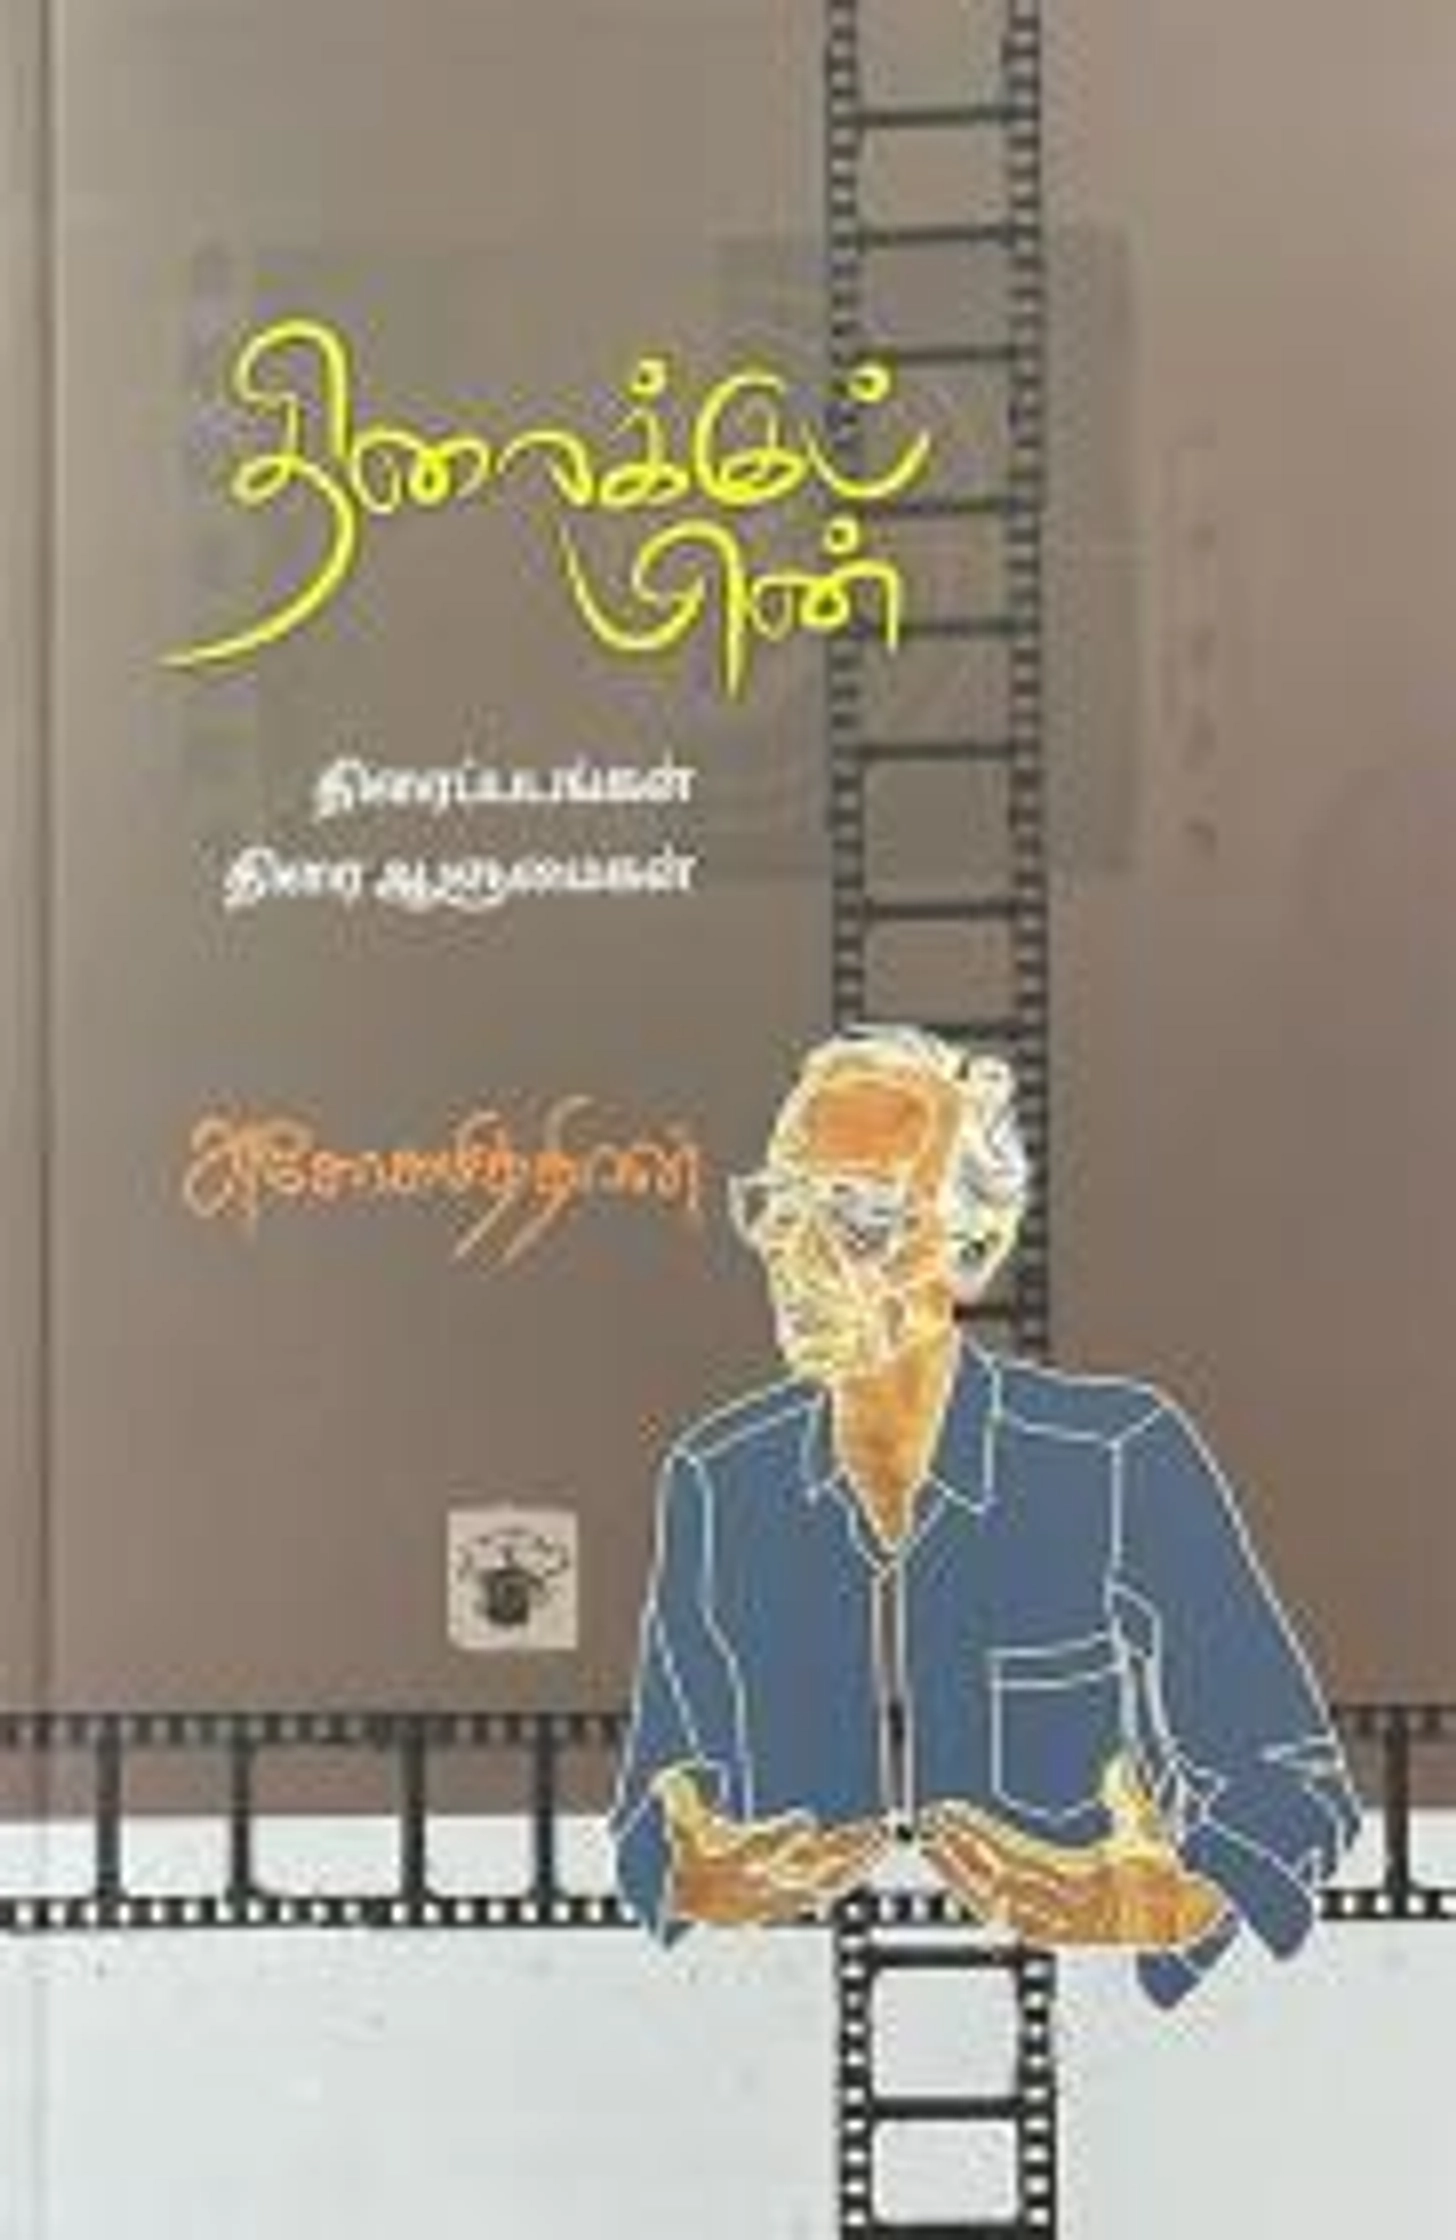 திரைக்குப்
பின்
திரைப்படங்கள்
திரை ஆளுமைகள்
அசோகமித்திரன்